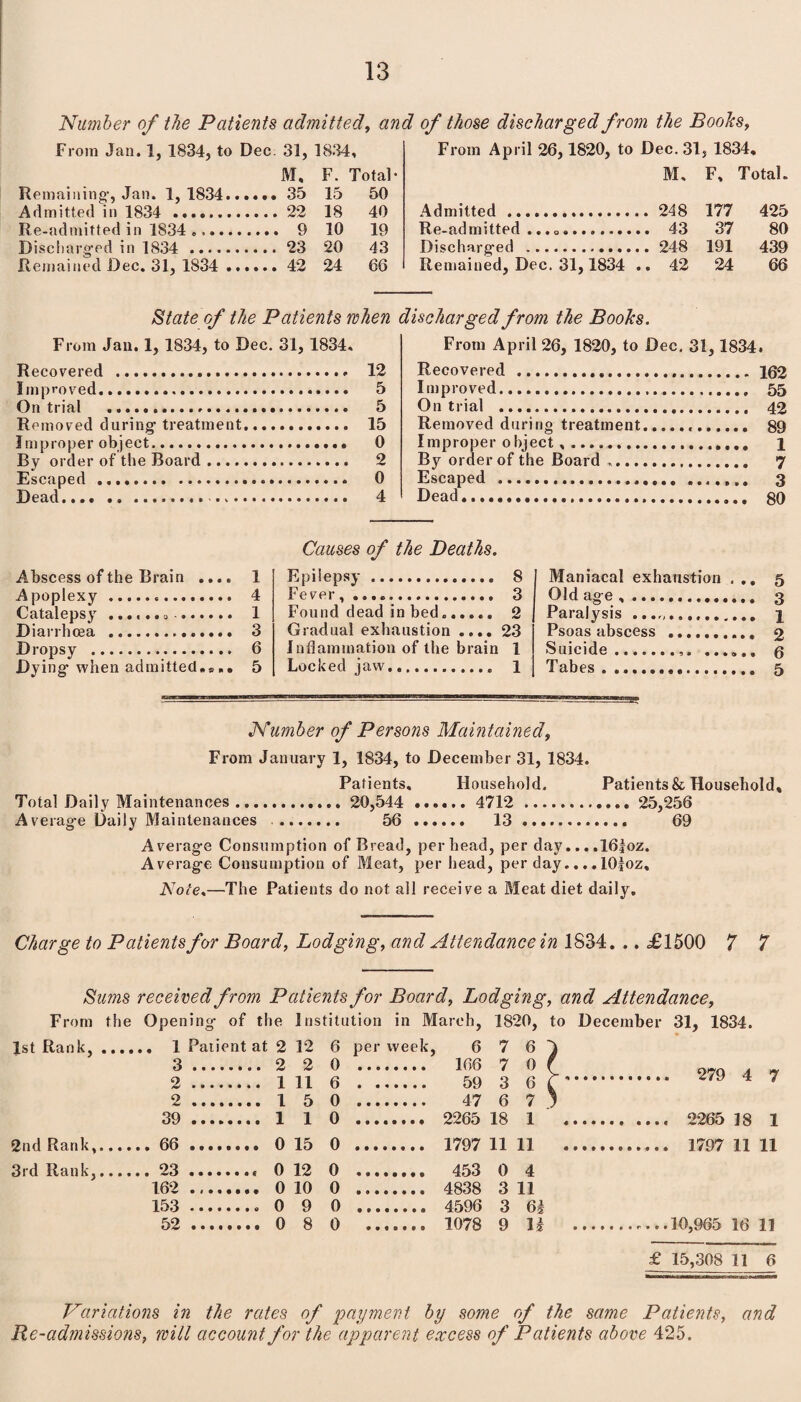 13
Number of the Patients admitted, and of those discharged from the Books,
From Jan. 1, 1834, to Dec. 31, 1834,
M. F. Total.
Remaining, Jan. 1, 1834...... 35 15 50
Admitted in 1834 ............ 22 18 40
Re-admitted in 1834 .......... 9 10 19
Discharged in 1834 .......... 23 20 43
Remained Dec. 31, 1834 ...... 42 24 66
From April 26, 1820, to Dec. 31, 1834.
M. F. Total.
Admitted ................ 248 177 425
Re-admitted .............. 43 37 80
Discharged .............. 248 191 439
Remained, Dec. 31, 1834 .. 42 24 66
State of the Patients when discharged from the Books.
From Jan. 1, 1834, to Dec. 31, 1834.
Recovered .......................... 12
Improved............................ 5
On trial ........................... 5
Removed during treatment............ 15
Improper object..................... 0
By order of the Board ................ 2
Escaped ............................ 0
Dead................................ 4
From April 26, 1820, to Dec. 31, 1834.
Recovered .......................... 162
Improved............................ 55
On trial ........................... 42
Removed during treatment............ 89
Improper object .................... 1
By order of the Board ................ 7
Escaped ............................ 3
Dead................................ 80
Causes of the Deaths.
Abscess of the Brain .... 1
Apoplexy ............... 4
Catalepsy .............. 1
Diarrhœa ............... 3
Dropsy ................. 6
Dying when admitted..... 5
Epilepsy ............... 8
Fever, ................. 3
Found dead in bed....... 2
Gradual exhaustion .... 23
Inflammation of the brain 1
Locked jaw............. 1
Maniacal exhaustion ... 5
Old age , .............. 3
Paralysis .............. 1
Psoas abscess .......... 2
Suicide ................ 6
Tabes .................. 5
Number of Persons Maintained,
From January 1, 1834, to December 31, 1834.
Patients. Household. Patients & Household.
Total Daily Maintenances ............ 20,544 ...... 4712 ............ 25,256
Average Daily Maintenances ........ 56 ...... 13 ............ 69
Average Consumption of Bread, per head, per day....16¾oz.
Average Consumption of Meat, per head, per day....10¾oz.
Note.—The Patients do not all receive a Meat diet daily.
Charge to Patients for Board, Lodging, and Attendance in 1834. .. £1500 7 7
Sums received from Patients for Board, Lodging, and Attendance,
From the Opening of the Institution in March, 1820, to December 31, 1834.
1st Rank, ...... 1 Patient at 2 12 6 per week, 6 7 6
3 ........ 2 2 0 ........ 166 7 0
2 ........ 1 11 6 ........ 59 3 6 ............ 279 4 7
2 ........ 1 5 0 ........ 47 6 7
39 ........ 1 1 0 ........ 2265 18 1 ............ 2265 18 1
2nd Rank,...... 66 ........ 0 15 0 ........ 1797 11 11 ............ 1797 11 11
3rd Rank,...... 23 ........ 0 12 0 ........ 453 0 4
162 ........ 0 10 0 ........ 4838 3 11
153 ........ 0 9 0 ........ 4596 3 6½
52 ........ 0 8 0 ........ 1078 9 1½ ............10,965 16 11
£ 15,308 11 6
Variations in the rates of payment by some of the same Patients, and
Re-admissions, will account for the apparent excess of Patients above 425.